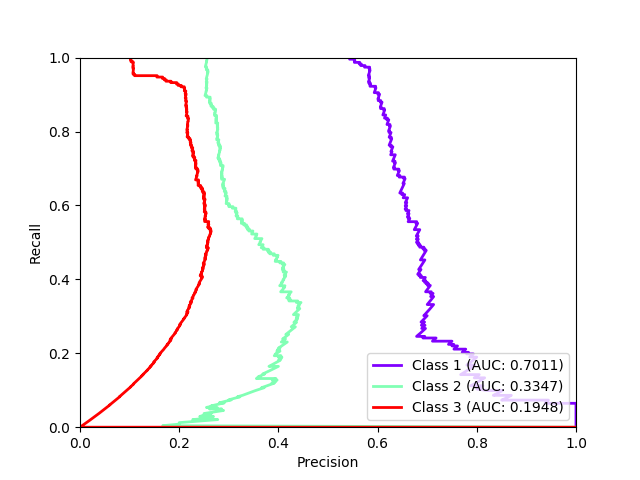 1.0
0.8
0.6
0.4
0.2
0.0
Recall
0.0 0.2 0.4 0.6 0.8 1.0
Precision
Class 1 (AUC: 0.7011)
Class 2 (AUC: 0.3347)
Class 3 (AUC: 0.1948)